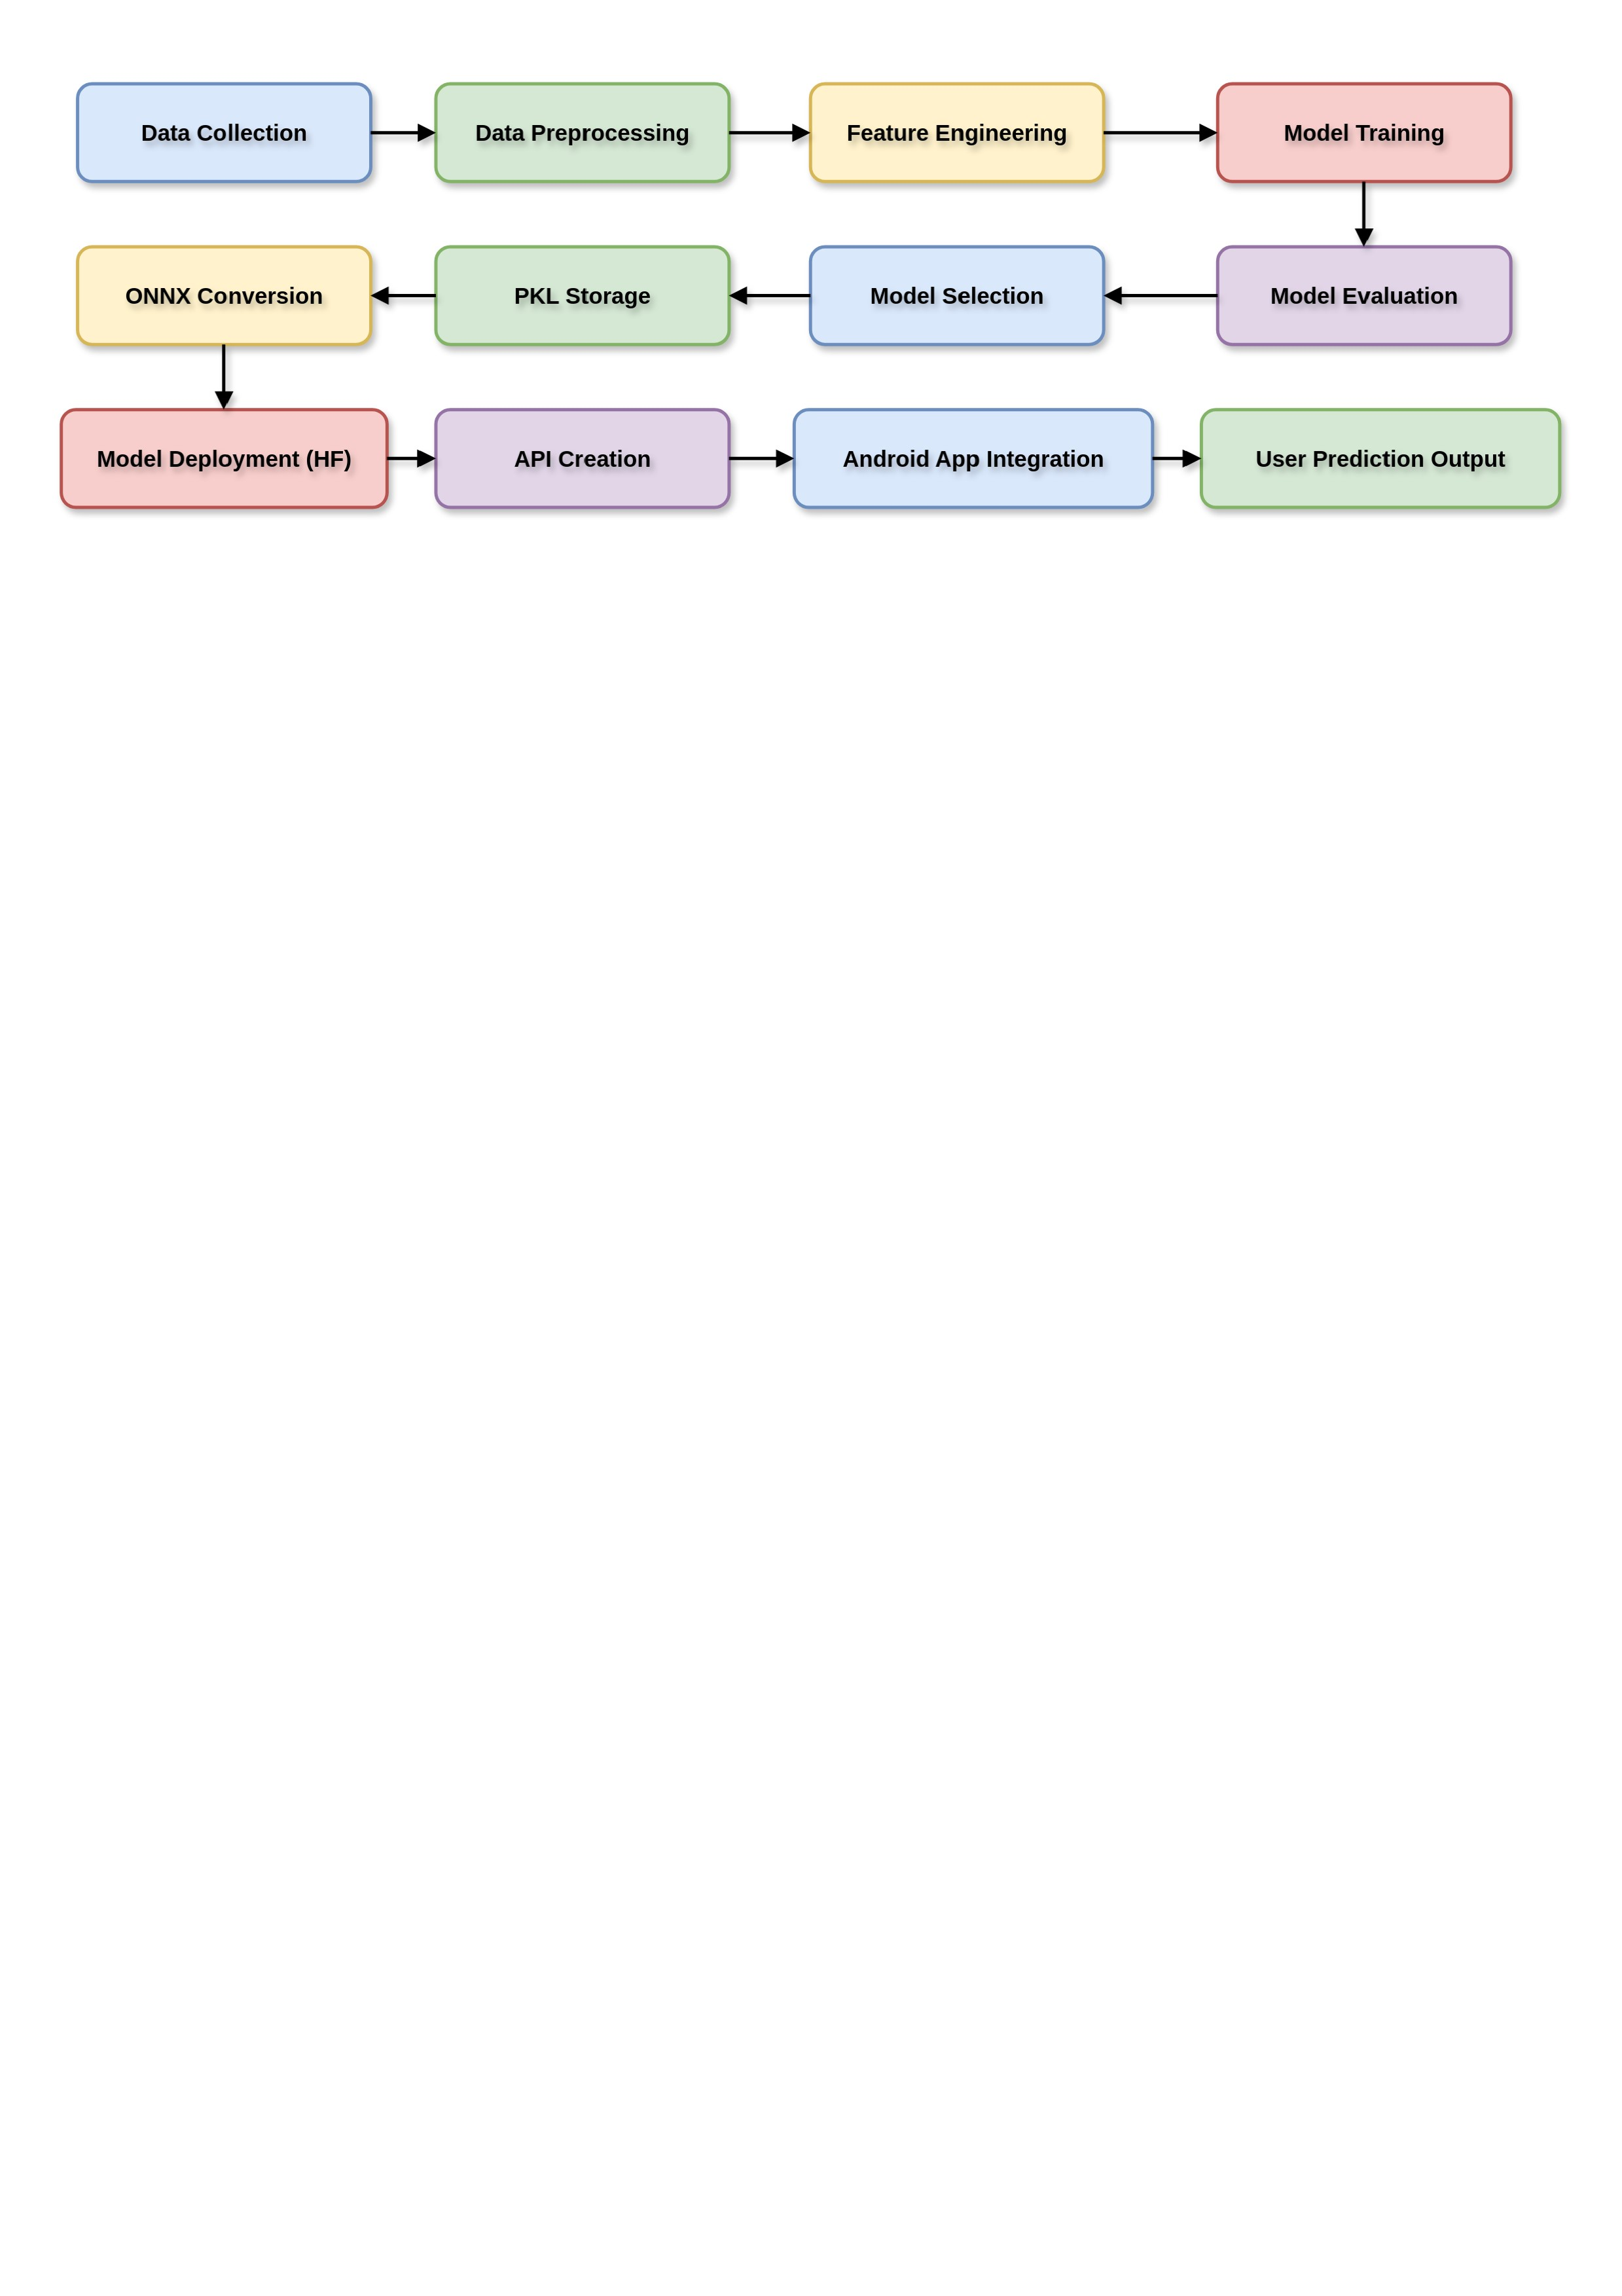 Data Collection
Data Preprocessing
Feature Engineering
Model Training
ONNX Conversion
PKL Storage
Model Selection
Model Evaluation
Model Deployment (HF)
API Creation
Android App Integration
User Prediction Output